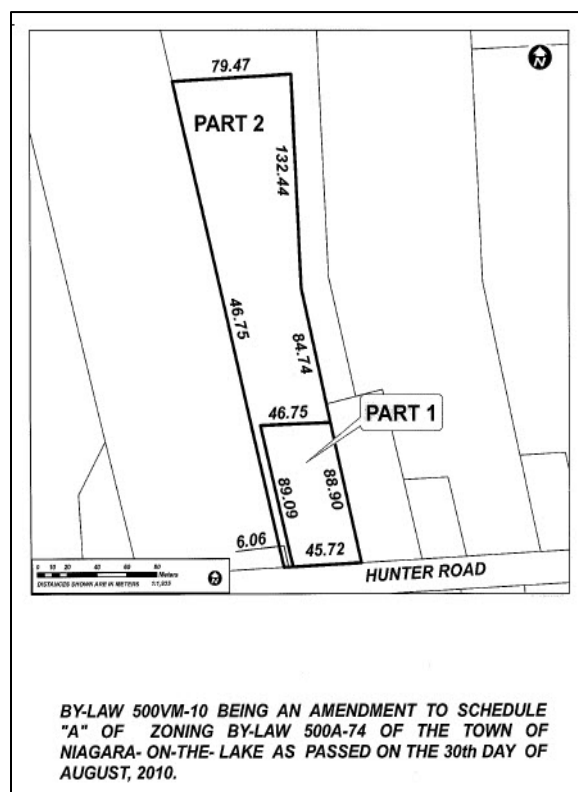 79.47
N
PART 2
132.44
46.75
84.74
46.75
PART 1
89.09
88.90
6.06
45.72
HUNTER ROAD
Meters
DISTANCES SHOWN ARE IN METERS
BY-LAW 500VM-10 BEING AN AMENDMENT TO SCHEDULE
"A" OF ZONING BY-LAW 500A-74 OF THE TOWN OF
NIAGARA- ON-THE- LAKE AS PASSED ON THE 30th DAY OF
AUGUST, 2010.